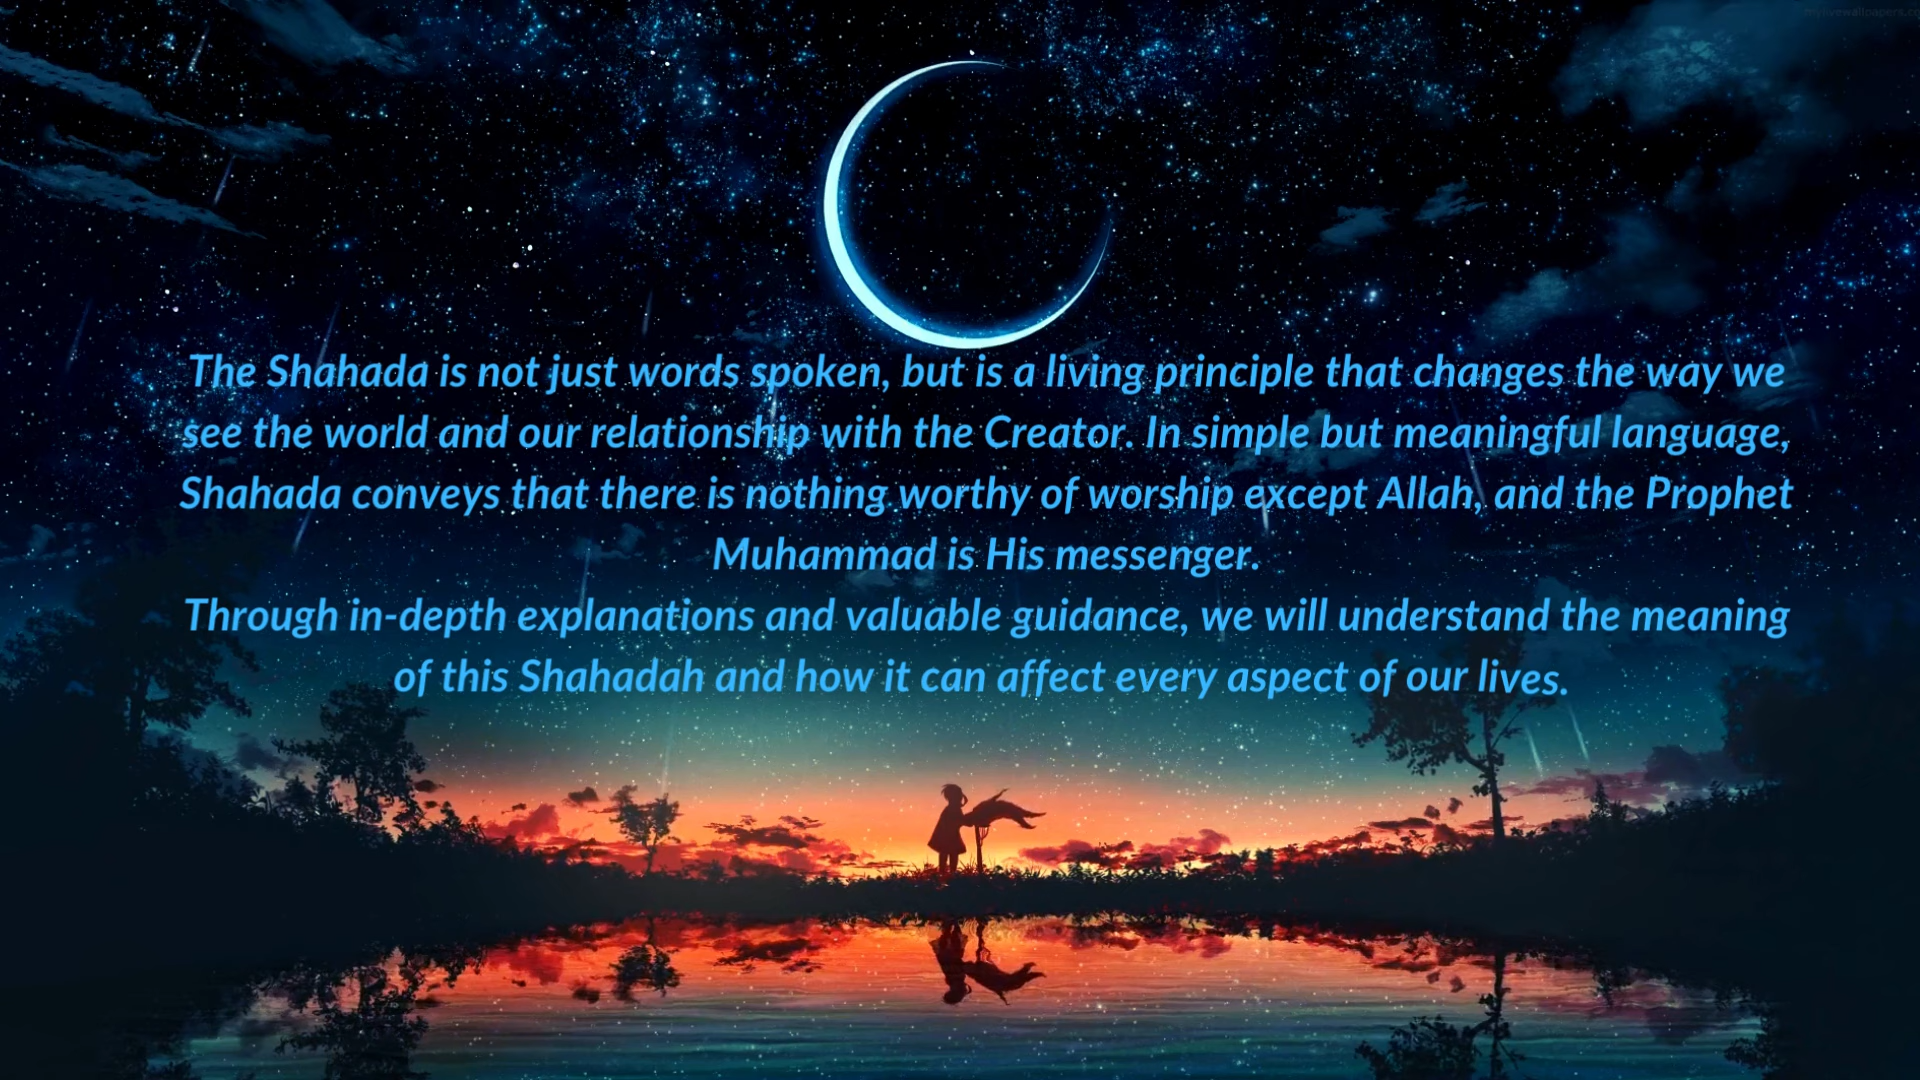 The Shahada is not just words spoken, but is a living principle that changes the way we
see the world and our relationship with the Creator. In simple but meaningful language,
Shahada conveys that there is nothing worthy of worship except Allah, and the Prophet
Muhammad is His messenger.
Through in-depth explanations and valuable guidance, we will understand the meaning
of this Shahadah and how it can affect every aspect of our lives.